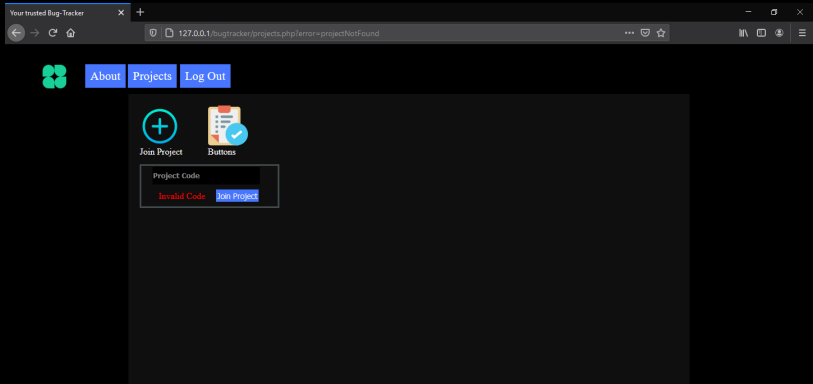 Your trusted Bug-Tracker
127.0.0.1/bugtracker/projects.php?error=projectNotFound
About Projects Log Out
Join Project Buttons
Project Code
Invalid Code Join Project